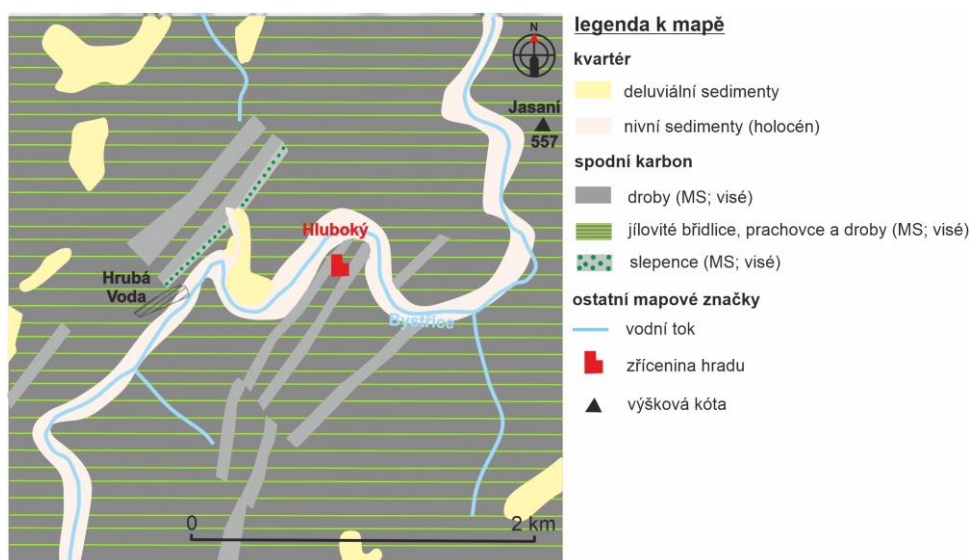 N
Jasaní
557
Hluboký
Hrubá
Voda
Bystřice
0
2 km
legenda k mapě
kvartér
deluviální sedimenty
nivní sedimenty (holocén)
spodní karbon
droby (MS; visé)
jílovité břidlice, prachovce a droby (MS; visé)
slepence (MS; visé)
ostatní mapové značky
vodní tok
zřícenina hradu
výšková kóta